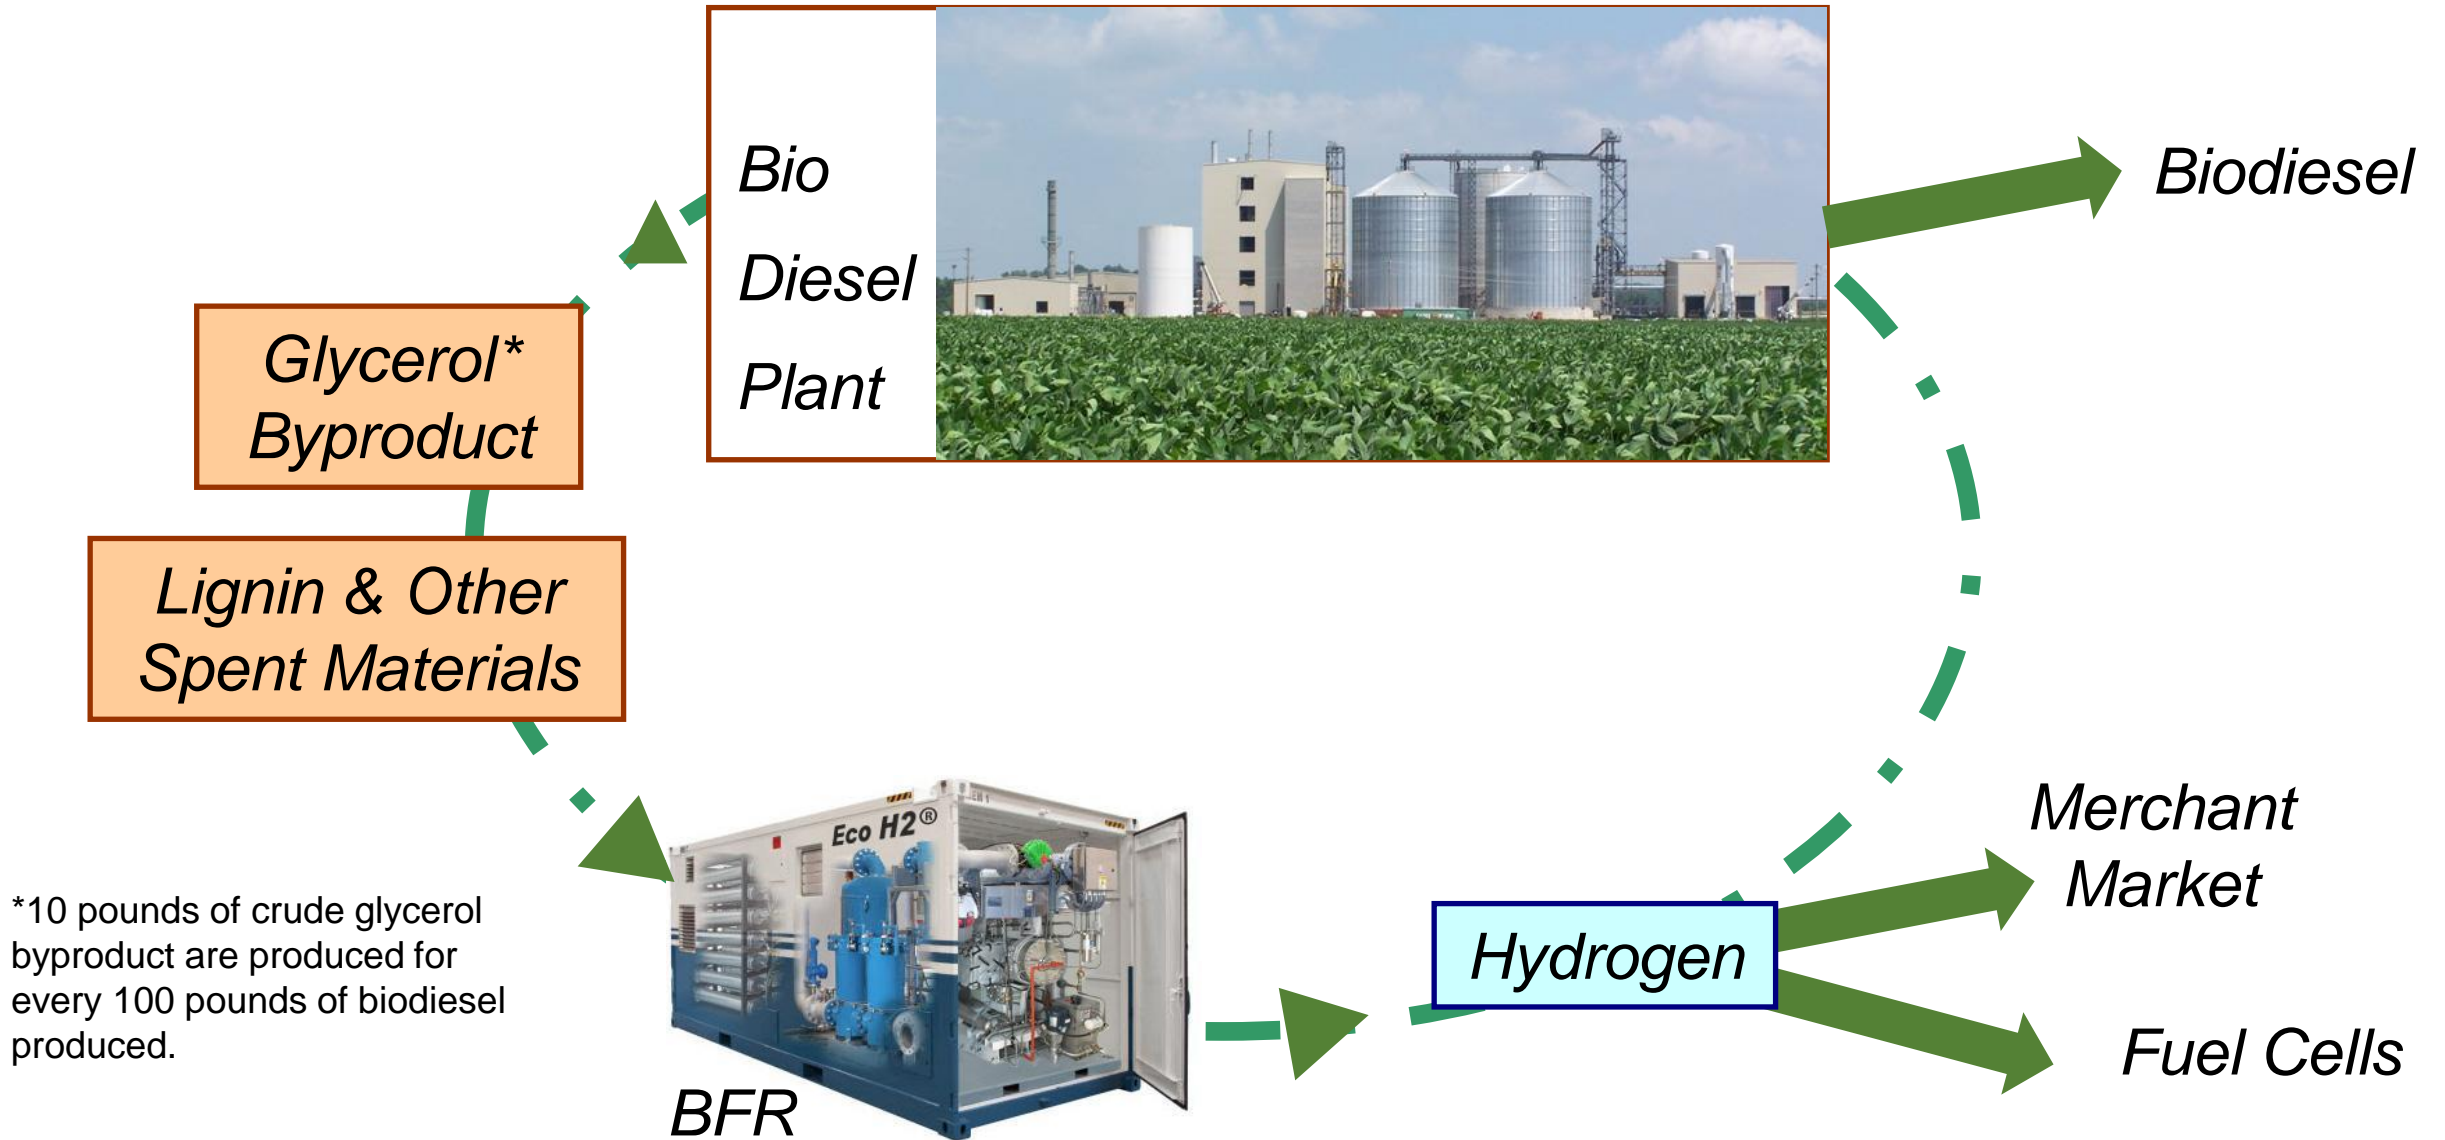 Bio
Diesel
Plant
Biodiesel
Glycerol*
Byproduct
Lignin & Other
Spent Materials
*10 pounds of crude glycerol
byproduct are produced for
every 100 pounds of biodiesel
produced.
Eco H2®
BFR
Hydrogen
Merchant
Market
Fuel Cells